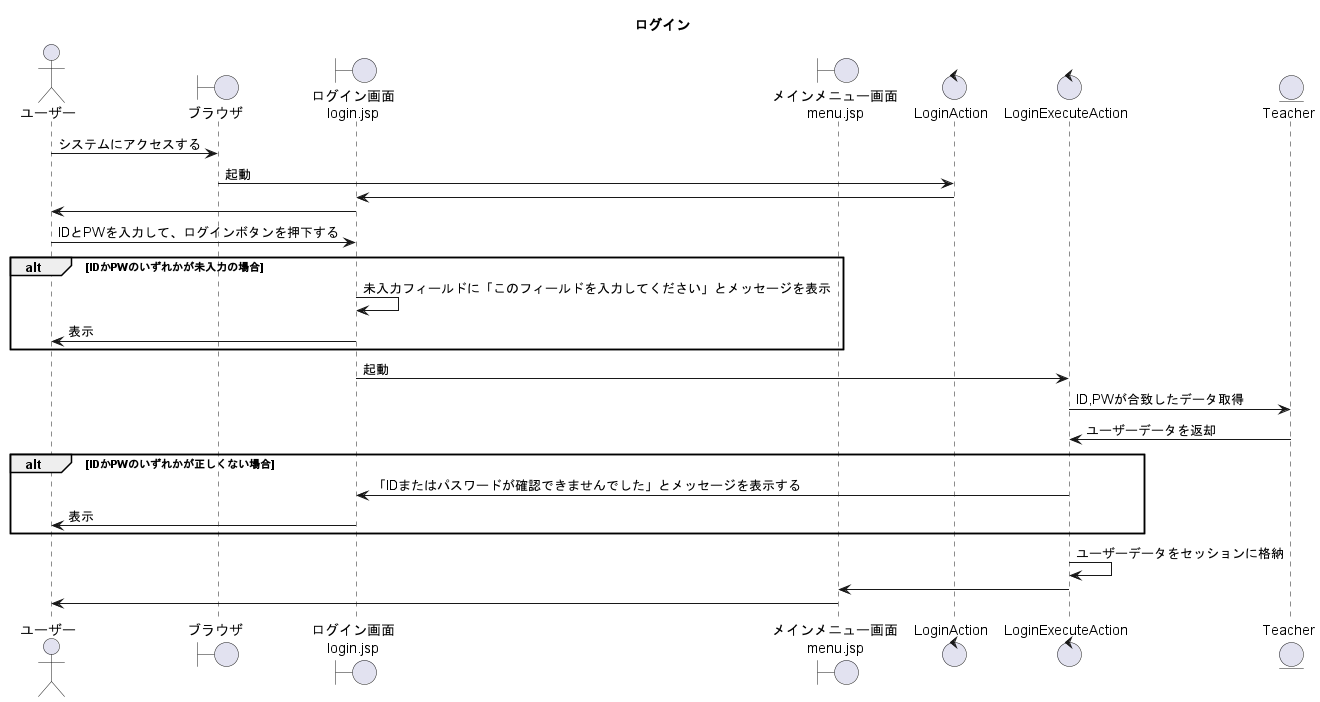 ログイン
ユーザー
ブラウザ
ログイン画面
login.jsp
メインメニュー画面
menu.jsp
LoginAction
LoginExecuteAction
Teacher
システムにアクセスする
起動
IDとPWを入力して、ログインボタンを押下する
alt
[IDかPWのいずれかが未入力の場合]
未入力フィールドに「このフィールドを入力してください」とメッセージを表示
表示
起動
ID,PWが合致したデータ取得
ユーザーデータを返却
alt
[IDかPWのいずれかが正しくない場合]
「IDまたはパスワードが確認できませんでした」とメッセージを表示する
表示
ユーザーデータをセッションに格納
ユーザー
ブラウザ
ログイン画面
login.jsp
メインメニュー画面
menu.jsp
LoginAction
LoginExecuteAction
Teacher